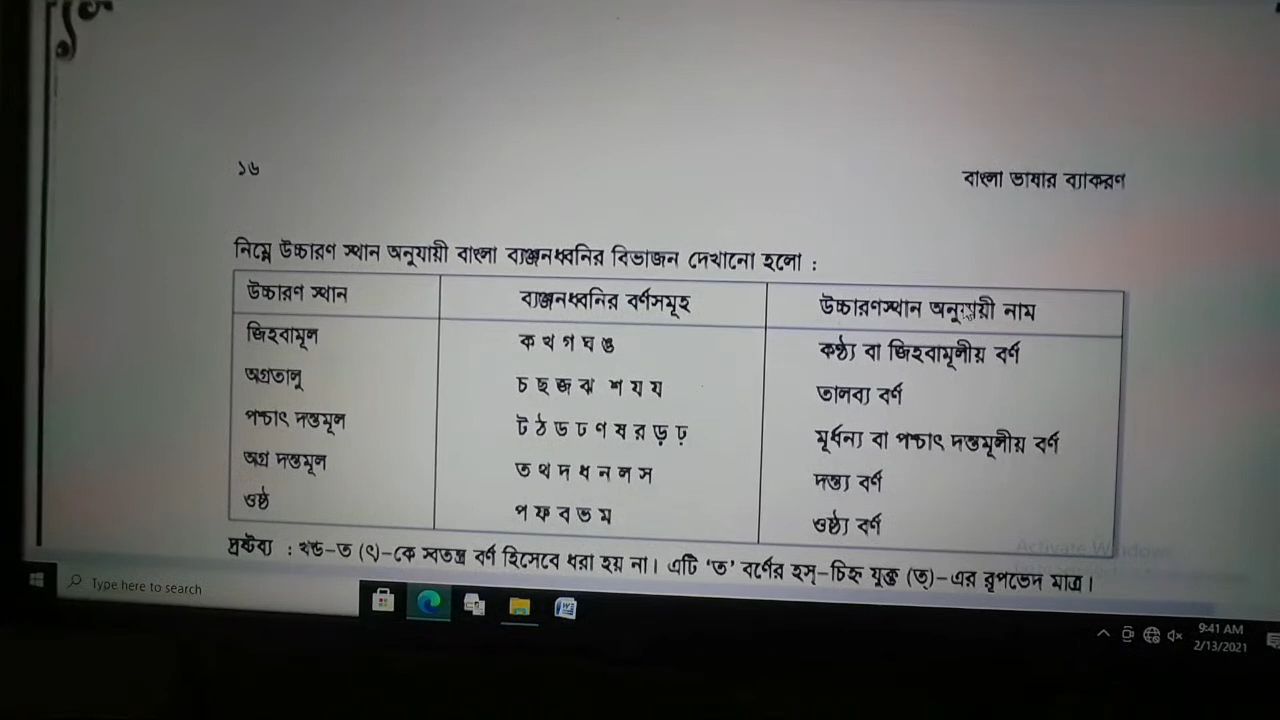 ১৬
বাংলা ভাষার ব্যাকরণ
নিম্নে উচ্চারণ স্থান অনুযায়ী বাংলা ব্যঞ্জনধ্বনির বিভাজন দেখানো হলো :
উচ্চারণ স্থান ব্যঞ্জনধ্বনির বর্ণসমূহ উচ্চারণস্থান অনুযায়ী নাম
জিহবামূল ক খ গ ঘ ঙ কণ্ঠ্য বা জিহবামূলীয় বর্ণ
অগ্রতালু চ ছ জ ঝ শ য য তালব্য বর্ণ
পশ্চাৎ দন্তমূল ট ঠ ড ঢ ণ ষ র ড় ঢ় মূর্ধন্য বা পশ্চাৎ দন্তমূলীয় বর্ণ
অগ্র দন্তমূল ত থ দ ধ ন ল স দন্ত্য বর্ণ
ওষ্ঠ প ফ ব ভ ম ওষ্ঠ্য বর্ণ
দ্রষ্টব্য : খণ্ড-ত (ৎ)-কে স্বতন্ত্র বর্ণ হিসেবে ধরা হয় না। এটি ‘ত’ বর্ণের হস্-চিহ্ন যুক্ত (ত্)-এর রূপভেদ মাত্র।
Activate Windows
Type here to search
9:41 AM
2/13/2021